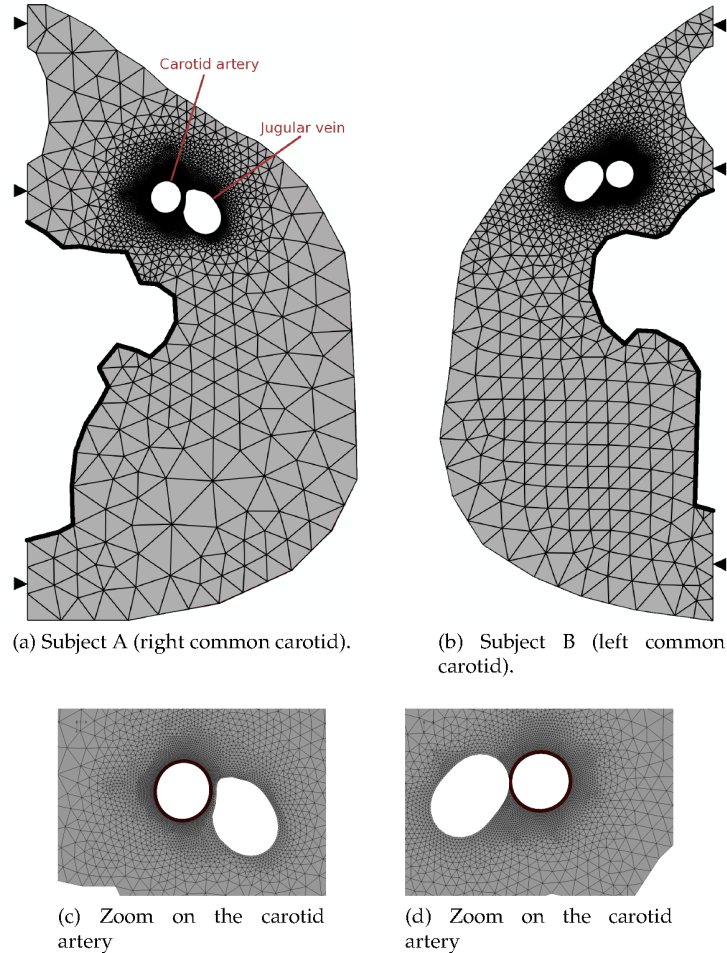 Carotid artery
Jugular vein
(a) Subject A (right common carotid).
(b) Subject B (left common
carotid).
(c) Zoom on the carotid
artery
(d) Zoom on the carotid
artery